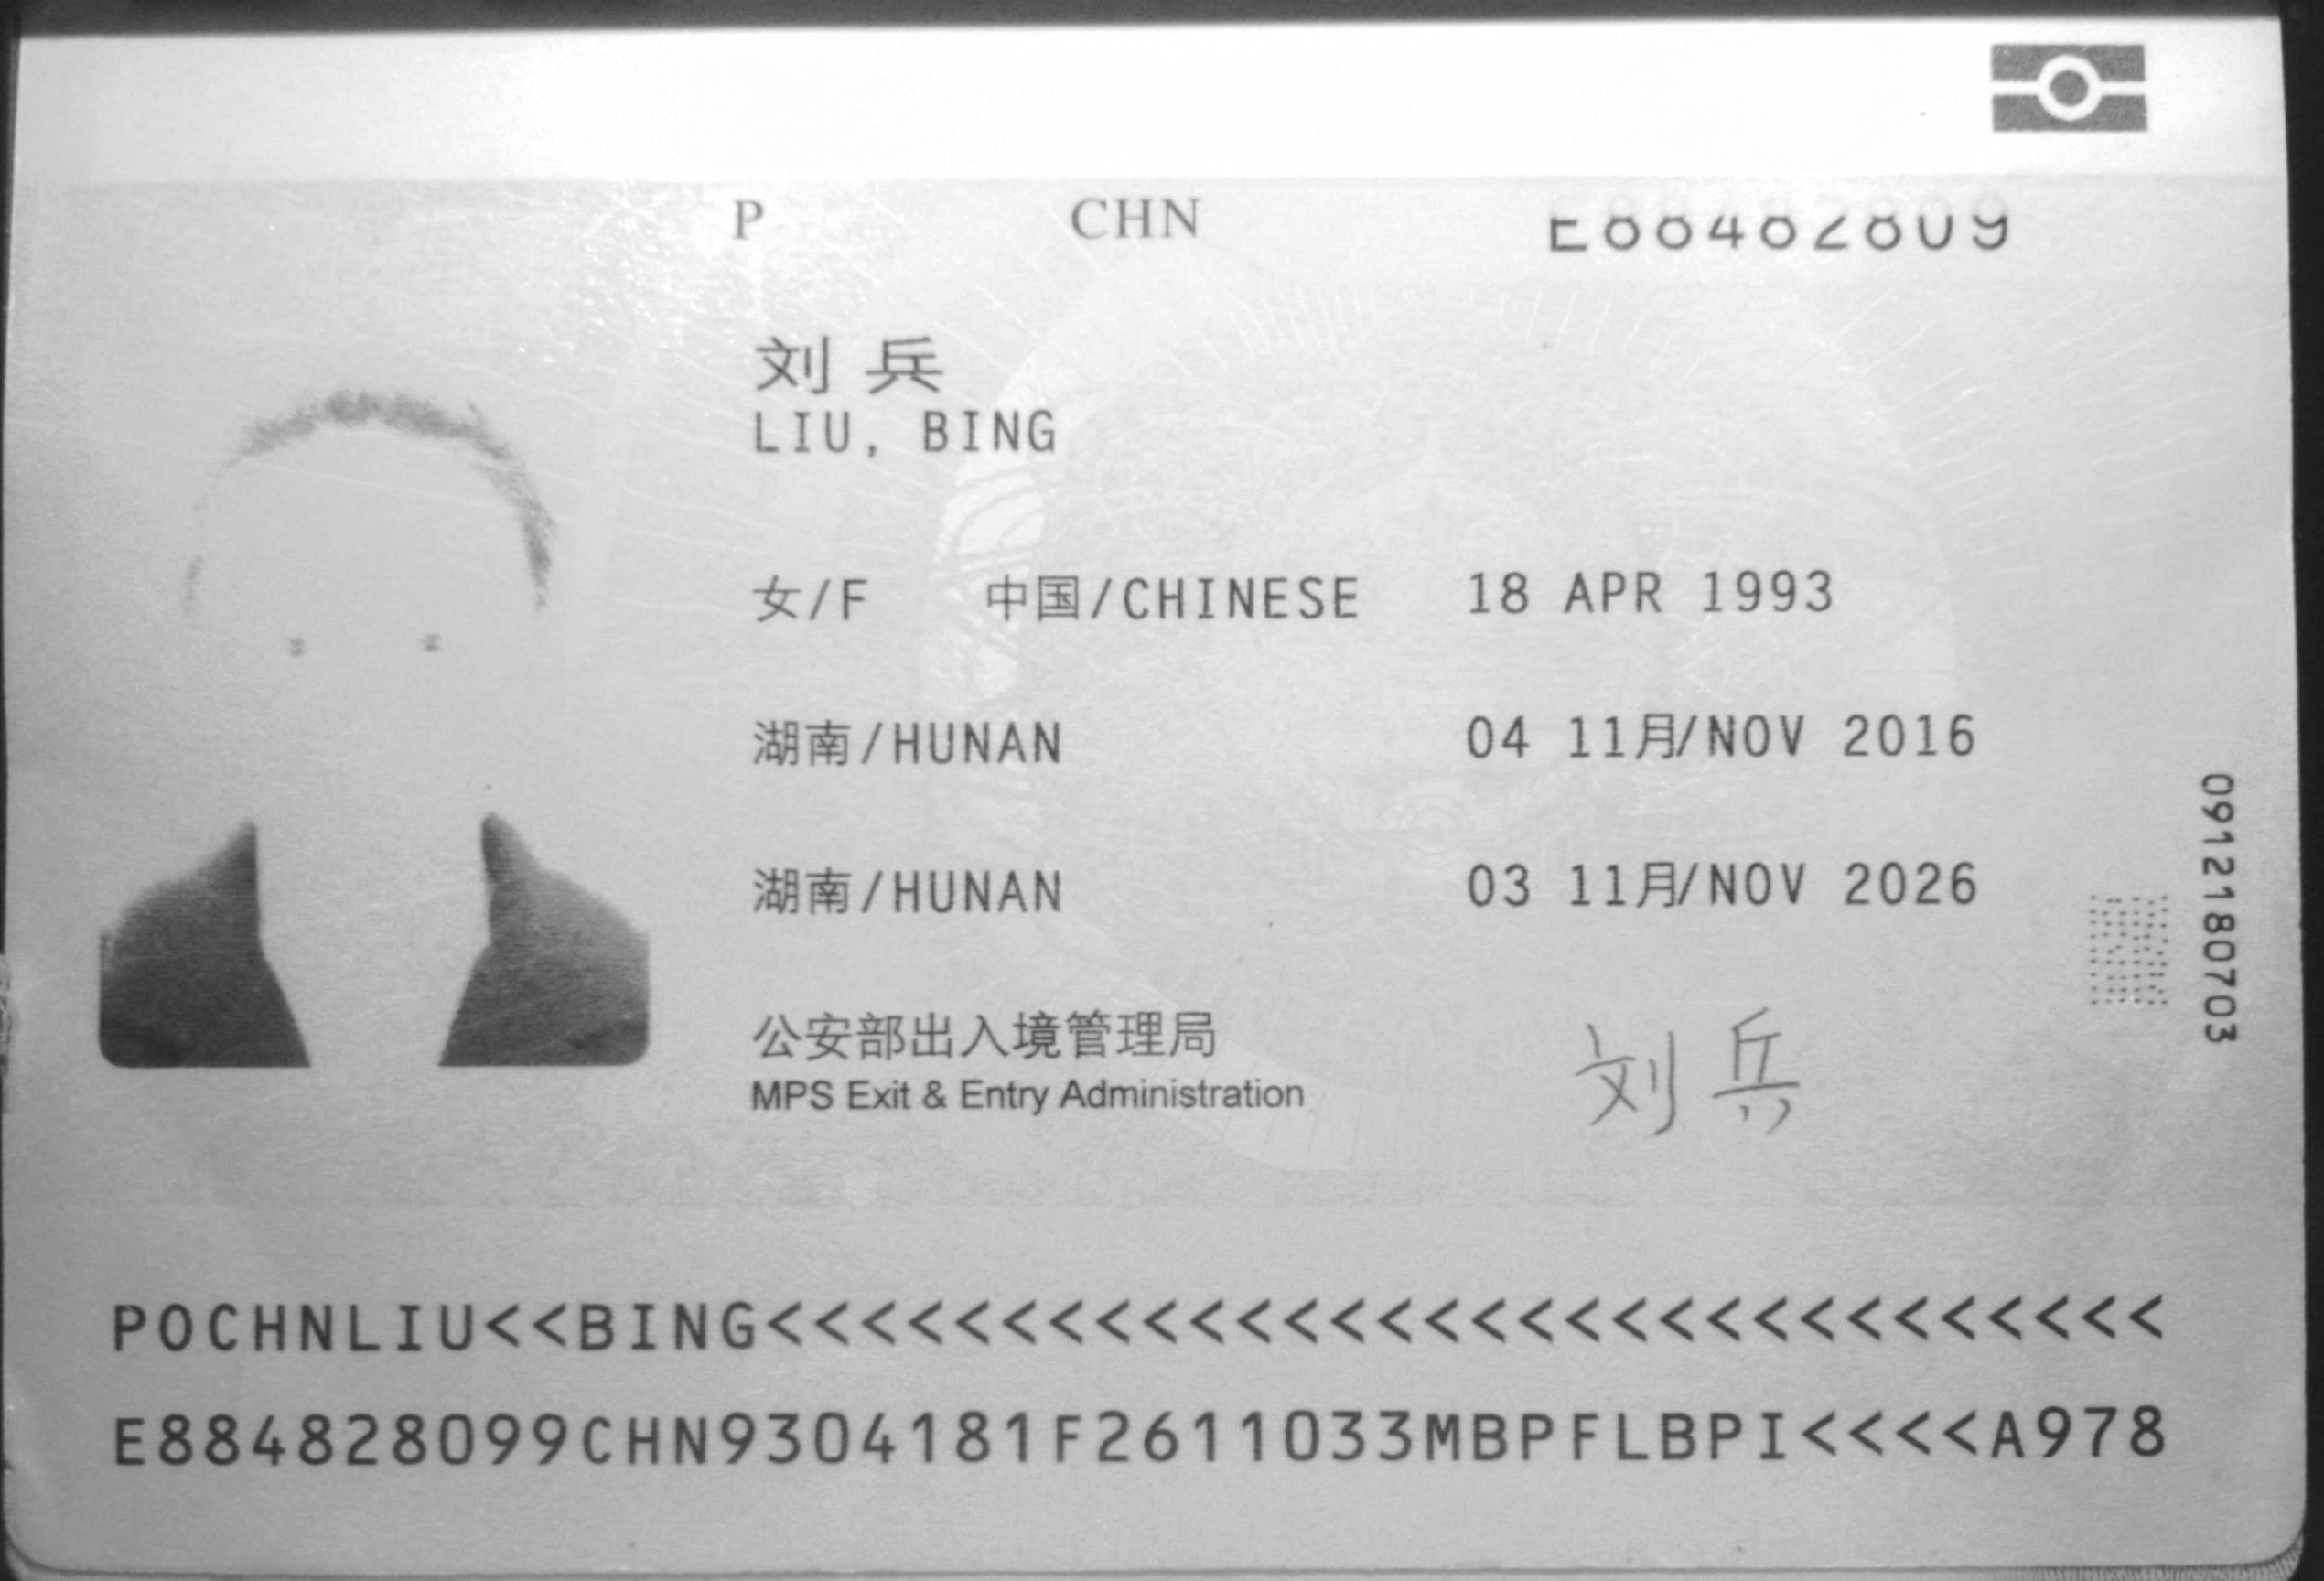 P CHN E88482809
刘兵
LIU, BING
女/F 中国/CHINESE 18 APR 1993
湖南/HUNAN 04 11月/NOV 2016
湖南/HUNAN 03 11月/NOV 2026
公安部出入境管理局
MPS Exit & Entry Administration
刘兵
0912180703
POCHNLIU<<BING<<<<<<<<<<<<<<<<<<<<<<<<<<<<<<
E884828099CHN9304181F2611033MBPFLBPI<<<<A978